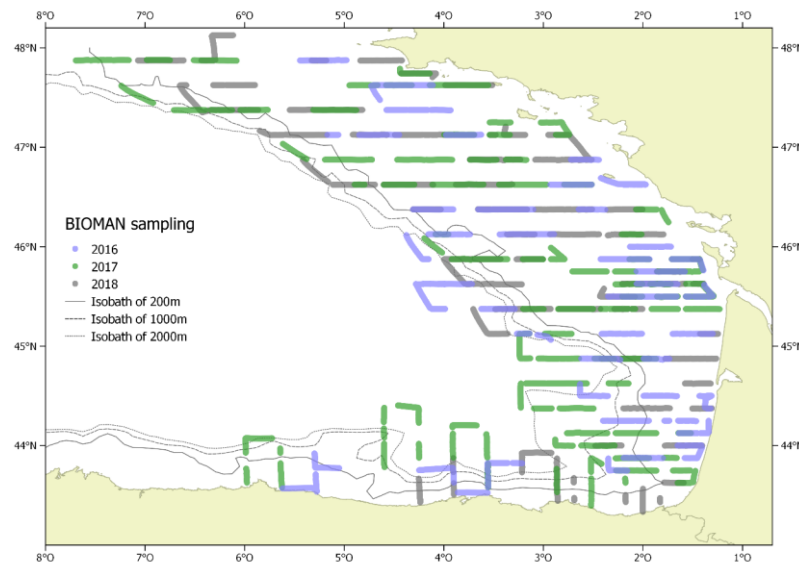 8°O 7°O 6°O 5°O 4°O 3°O 2°O 1°O
48°N 48°N
47°N 47°N
46°N 46°N
45°N 45°N
44°N 44°N
BIOMAN sampling
2016
2017
2018
Isobath of 200m
Isobath of 1000m
Isobath of 2000m
8°O 7°O 6°O 5°O 4°O 3°O 2°O 1°O